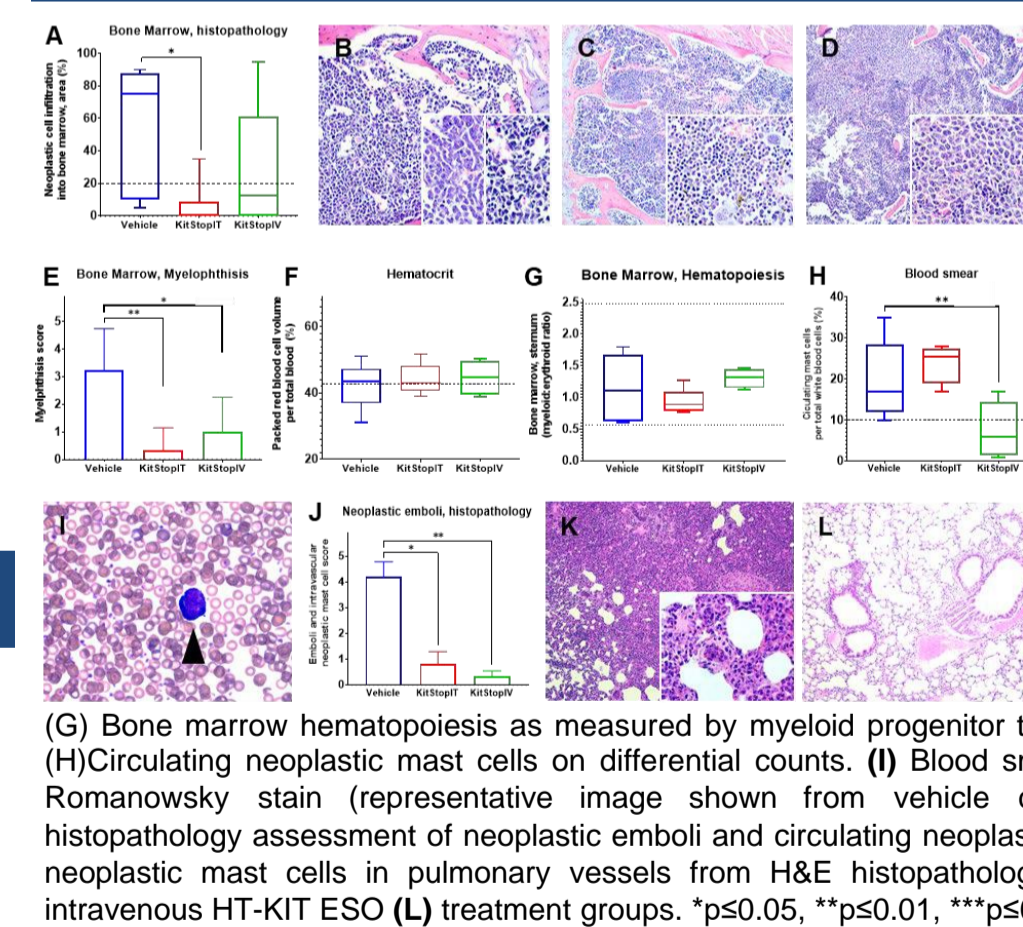 A
Bone Marrow, histopathology
Neoplastic cell infiltration
into bone marrow, area (%)
100
80
60
40
20
0
*
Vehicle KitStopIT KitStopIV
B
C
D
E
Bone Marrow, Myelophthisis
Myelphthisis score
5
4
3
2
1
0
*
**
Vehicle KitStopIT KitStopIV
F
Hematocrit
Packed red blood cell volume
per total blood (%)
60
40
20
Vehicle KitStopIT KitStopIV
G
Bone Marrow, Hematopoiesis
Bone marrow, sternum
(myeloid:erythroid ratio)
2.5
2.0
1.5
1.0
0.5
0.0
Vehicle KitStopIT KitStopIV
H
Blood smear
Ciculating mast cells
per total white blood cells (%)
40
30
20
10
0
**
Vehicle KitStopIT KitStopIV
I
J
Neoplastic emboli, histopathology
Emboli and intravascular
neoplastic mast cell score
5
4
3
2
1
0
**
*
Vehicle KitStopIT KitStopIV
K
L
(G) Bone marrow hematopoiesis as measured by myeloid progenitor
(H)Circulating neoplastic mast cells on differential counts. (I) Blood
Romanowsky stain (representative image shown from vehicle
histopathology assessment of neoplastic emboli and circulating
neoplastic mast cells in pulmonary vessels from H&E
intravenous HT-KIT ESO (L) treatment groups. *p≤0.05, **p≤0.01,